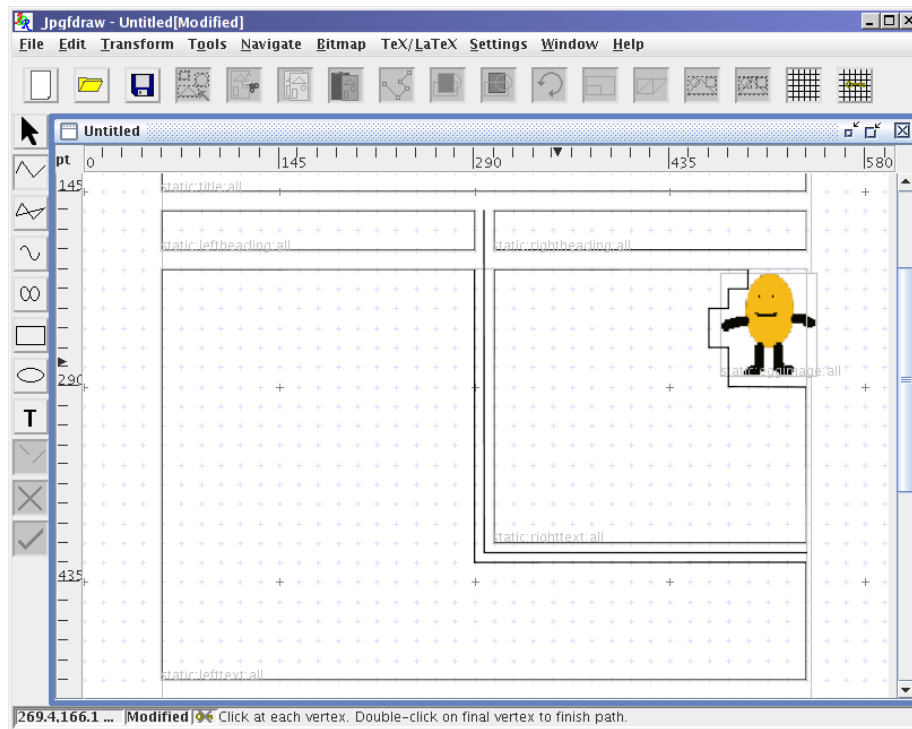 Jpgfdraw - Untitled[Modified]
File Edit Transform Tools Navigate Bitmap TeX/LaTeX Settings Window Help
Untitled
pt 0 145 290 435 580
145
static:title:all
static:leftheading:all static:rightheading:all
T
290
static:eggimage:all
static:righttext:all
435
static:lefttext:all
269.4,166.1 ... Modified Click at each vertex. Double-click on final vertex to finish path.